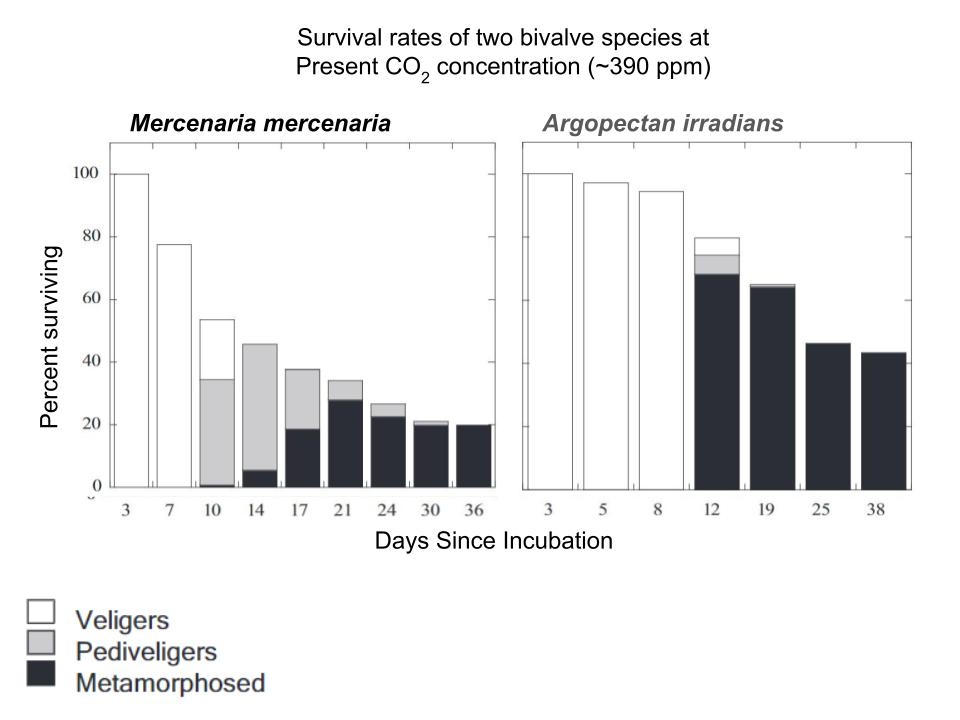 Survival rates of two bivalve species at
Present CO2 concentration (~390 ppm)
Mercenaria mercenaria
Argopectan irradians
Percent surviving
100
80
60
40
20
0
3 7 10 14 17 21 24 30 36
3 5 8 12 19 25 38
Days Since Incubation
Veligers
Pediveligers
Metamorphosed